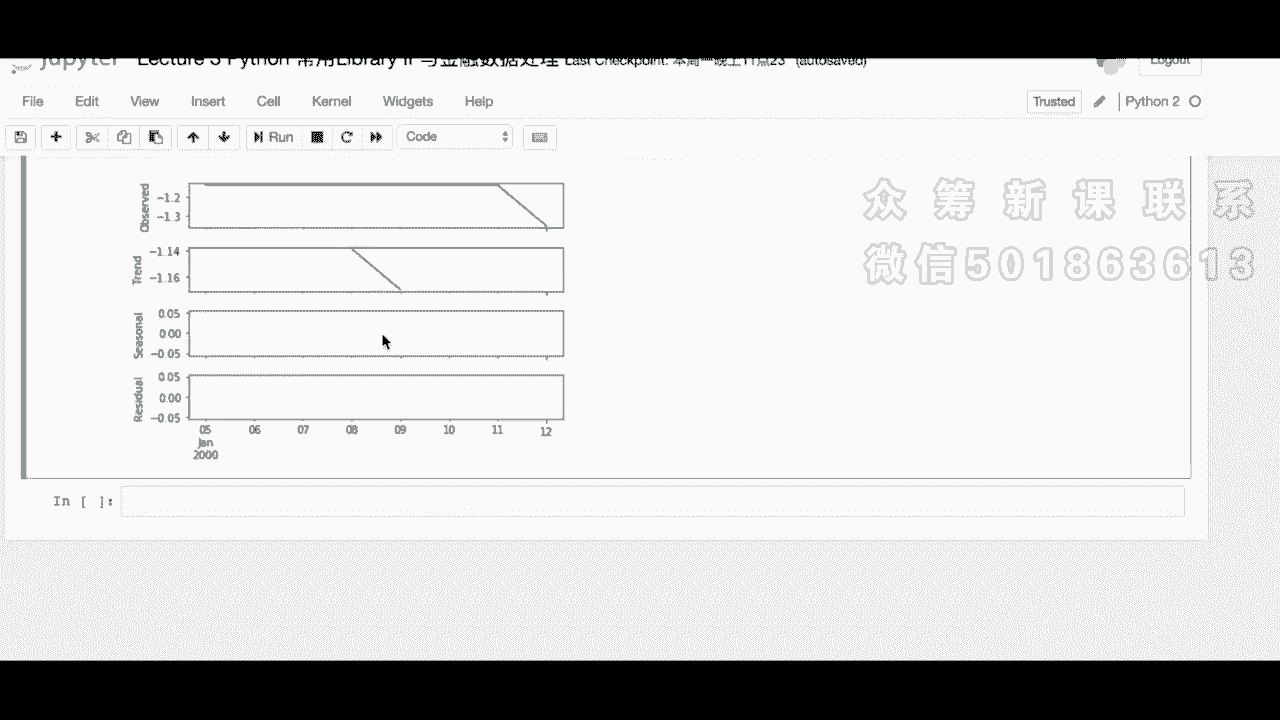 Jupyter Lecture 3 Python 常用Library II 与金融数据处理 Last Checkpoint: 本周一晚上11点23 (autosaved) Logout
File Edit View Insert Cell Kernel Widgets Help Trusted Python 2
Run Code
Observed
−1.2
−1.3
Trend
−1.14
−1.16
Seasonal
0.05
0.00
−0.05
Residual
0.05
0.00
−0.05
05 06 07 08 09 10 11 12
Jan
2000
In [ ]:
众筹新课联系
微信501863613